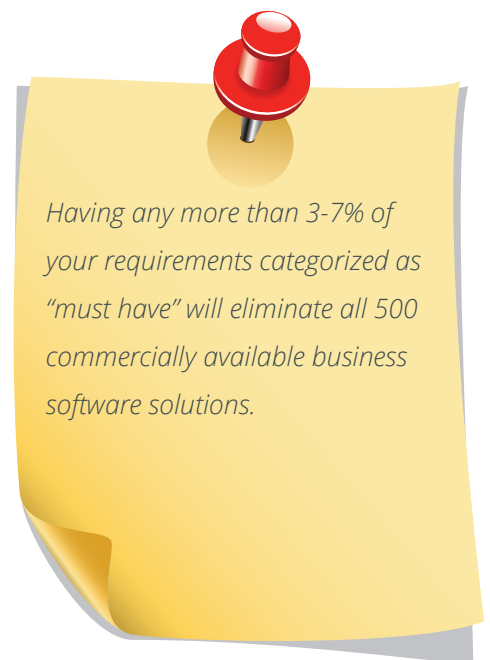 Having any more than 3-7% of
your requirements categorized as
“must have” will eliminate all 500
commercially available business
software solutions.